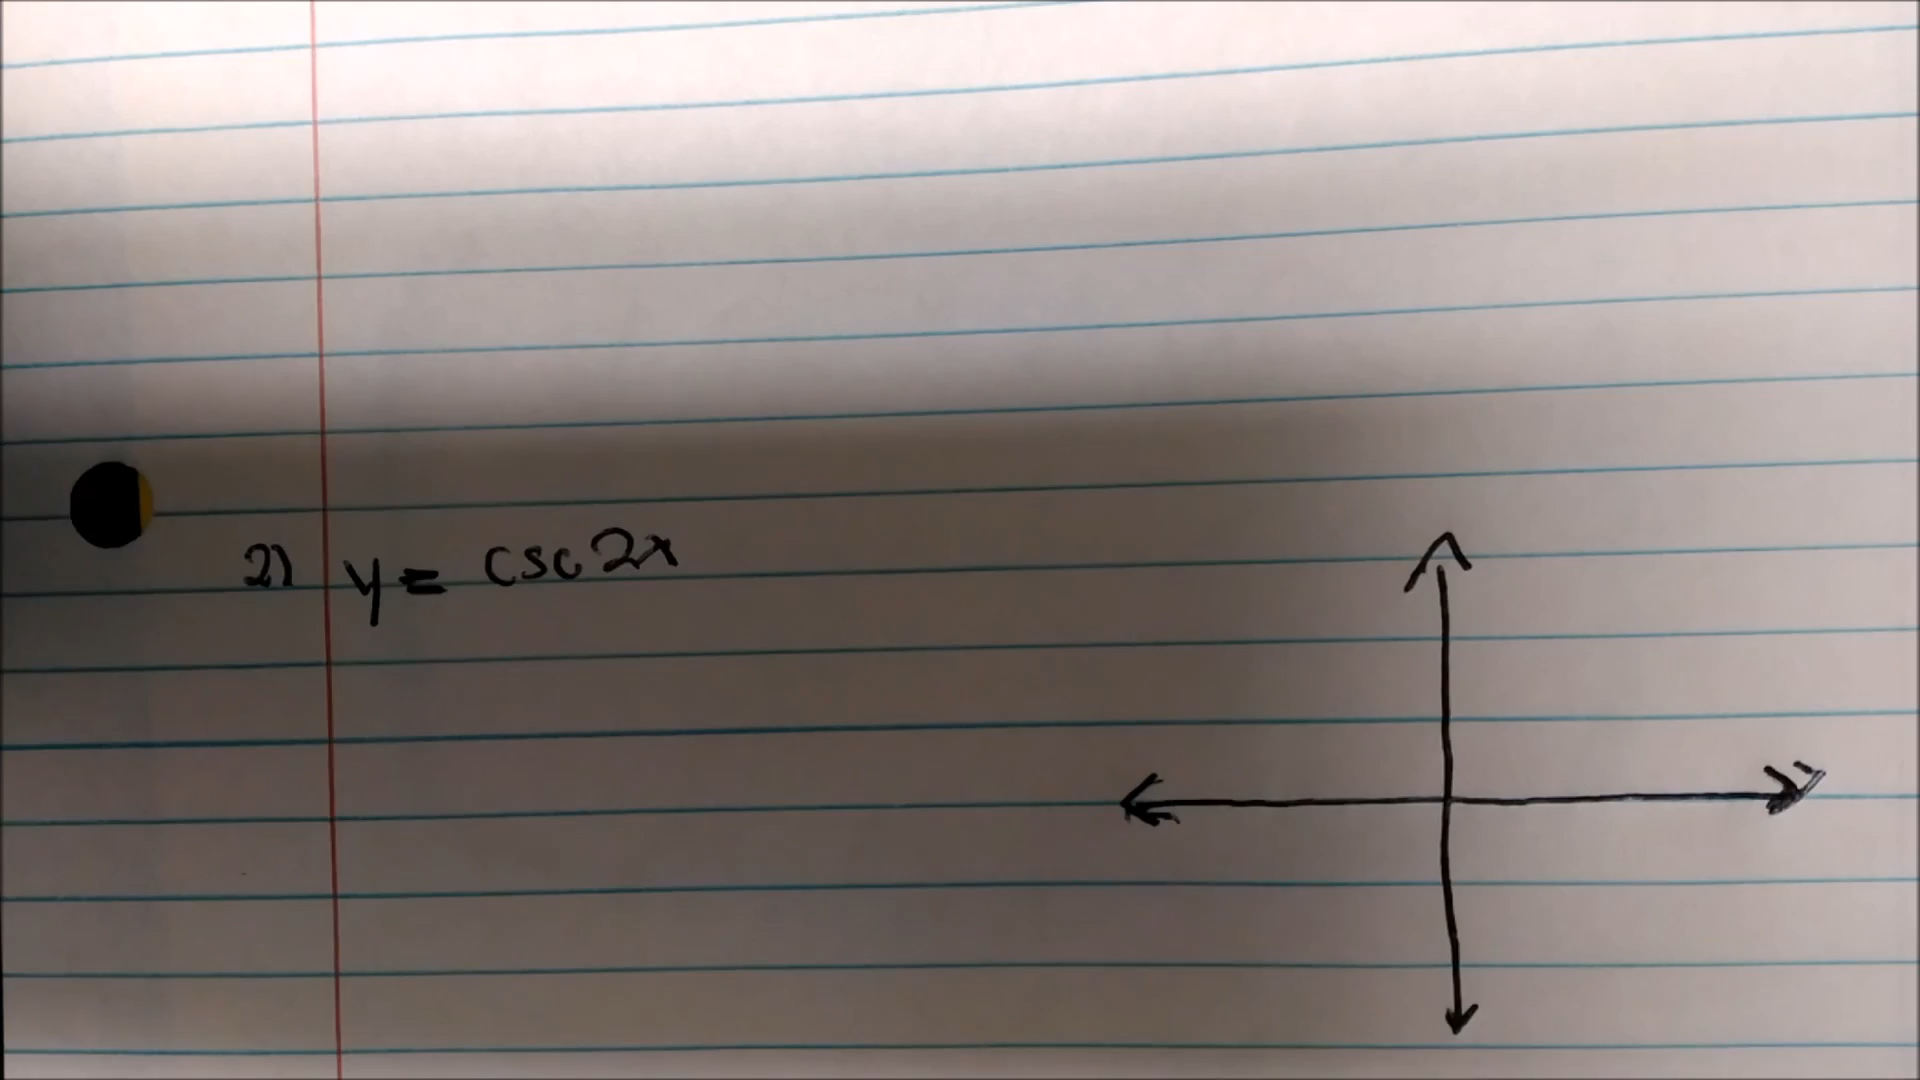 2) y = csc 2x